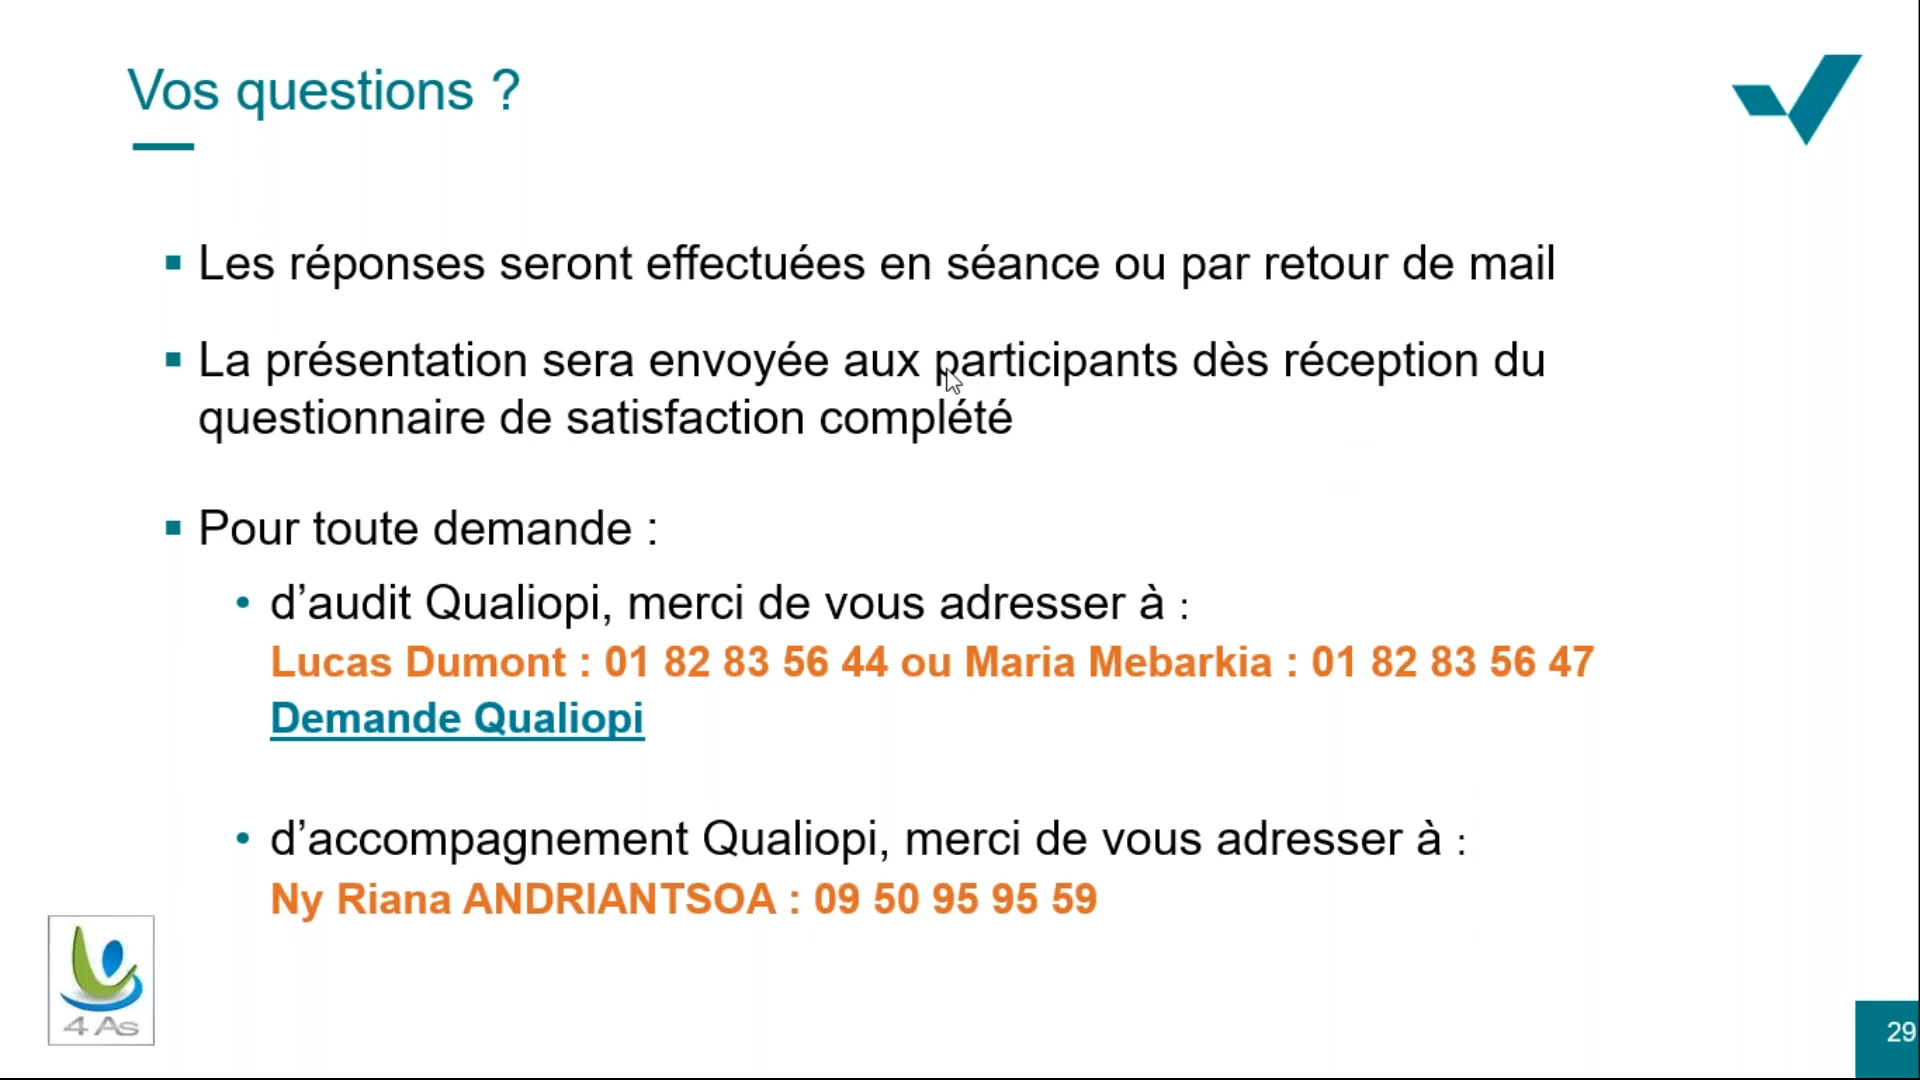 Vos questions ?
Les réponses seront effectuées en séance ou par retour de mail
La présentation sera envoyée aux participants dès réception du
questionnaire de satisfaction complété
Pour toute demande :
d’audit Qualiopi, merci de vous adresser à :
Lucas Dumont : 01 82 83 56 44 ou Maria Mebarkia : 01 82 83 56 47
Demande Qualiopi
d’accompagnement Qualiopi, merci de vous adresser à :
Ny Riana ANDRIANTSOA : 09 50 95 95 59
4 As
29